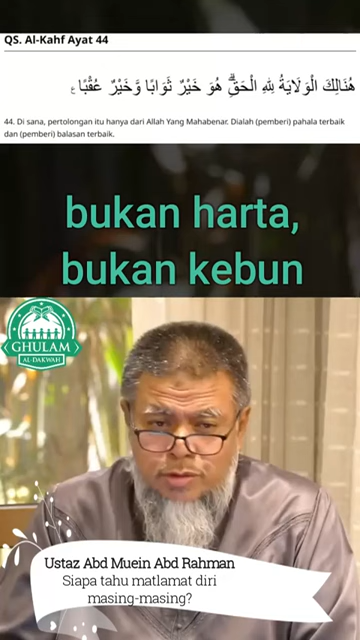 QS. Al-Kahf Ayat 44
هُنَالِكَ الْوَلَايَةُ لِلّٰهِ الْحَقِّۗ هُوَ خَيْرٌ ثَوَابًا وَّخَيْرٌ عُقْبًا ࣖ
44. Di sana, pertolongan itu hanya dari Allah Yang Mahabenar. Dialah (pemberi) pahala terbaik
dan (pemberi) balasan terbaik.
bukan harta,
bukan kebun
GHULAM
AL-DAKWAH
Ustaz Abd Muein Abd Rahman
Siapa tahu matlamat diri
masing-masing?